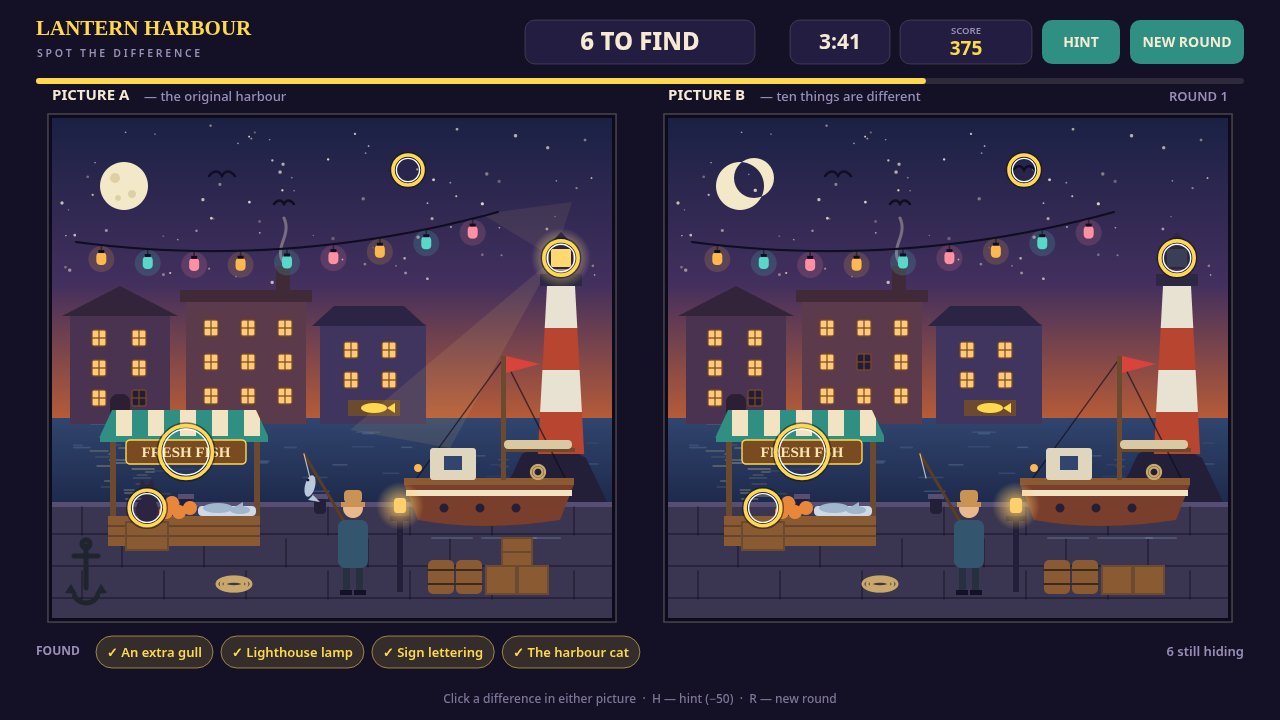 LANTERN HARBOUR
SPOT THE DIFFERENCE
6 TO FIND
3:41
SCORE
375
HINT
NEW ROUND
PICTURE A — the original harbour
PICTURE B — ten things are different
ROUND 1
FRESH FISH
FRESH
FOUND
✓ An extra gull
✓ Lighthouse lamp
✓ Sign lettering
✓ The harbour cat
6 still hiding
Click a difference in either picture · H — hint (−50) · R — new round